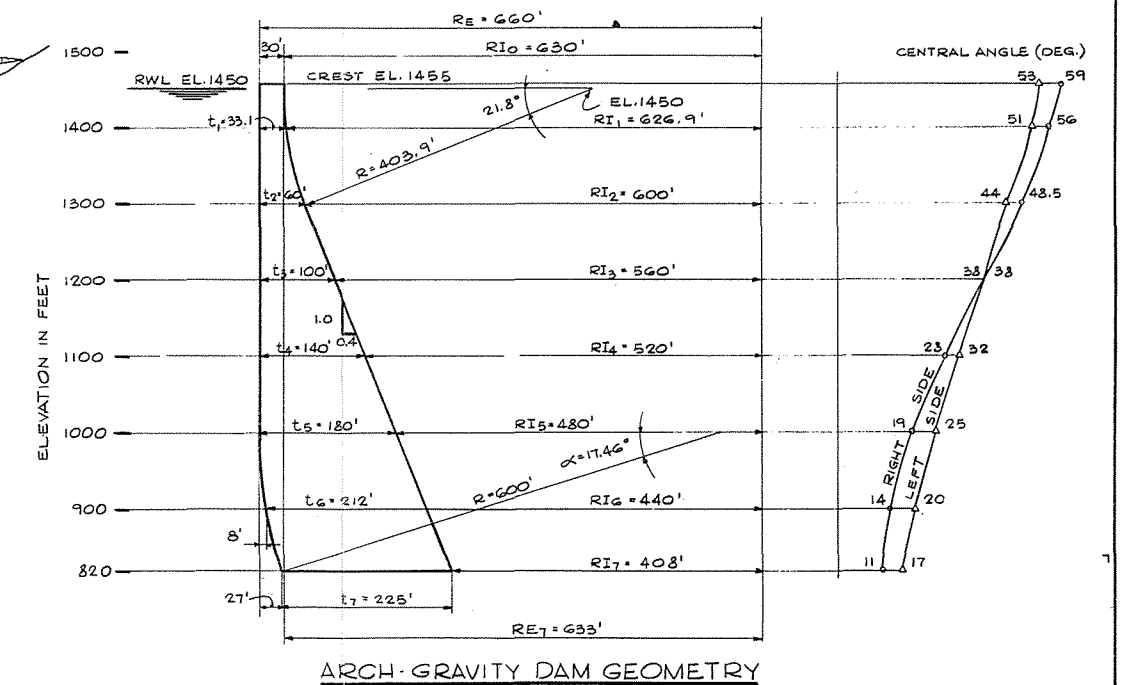 RE = 660'
1500
30'
RI0 = 630'
CENTRAL ANGLE (DEG.)
RWL EL.1450
CREST EL.1455
53
59
21.8°
EL.1450
1400
t1=33.1
RI1 = 626.9'
51
56
R=403.9'
1300
t2=60'
RI2 = 600'
44
48.5
1200
t3=100'
RI3 = 560'
38
38
ELEVATION IN FEET
1.0
0.4
1100
t4=140'
RI4 = 520'
23
32
1000
t5=180'
RI5=480'
19
25
RIGHT SIDE
LEFT SIDE
α=17.46°
R=600'
900
t6=212'
RI6 = 440'
14
20
8'
820
RI7 = 408'
11
17
27'
t7=225'
RE7=633'
ARCH-GRAVITY DAM GEOMETRY